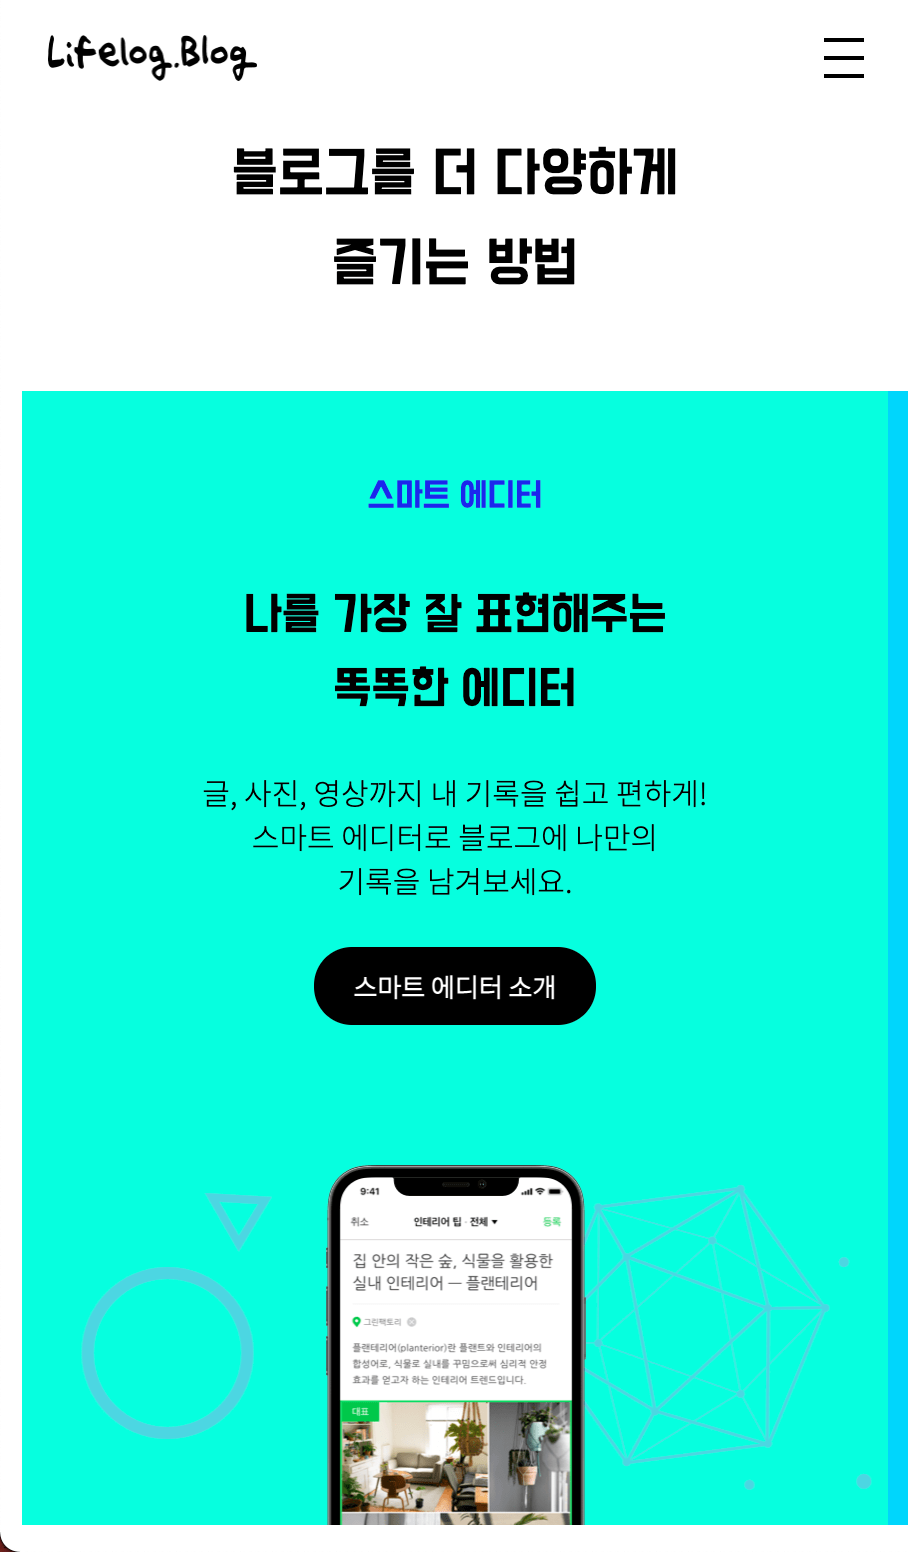 Lifelog.Blog
블로그를 더 다양하게
즐기는 방법
스마트 에디터
나를 가장 잘 표현해주는
똑똑한 에디터
글, 사진, 영상까지 내 기록을 쉽고 편하게!
스마트 에디터로 블로그에 나만의
기록을 남겨보세요.
스마트 에디터 소개
9:41
취소 인테리어 팁 · 전체 등록
집 안의 작은 숲, 식물을 활용한
실내 인테리어 — 플랜테리어
그린팩토리
플랜테리어(planterior)란 플랜트와 인테리어의
합성어로, 식물로 실내를 꾸밈으로써 심리적 안정
효과를 얻고자 하는 인테리어 트렌드입니다.
대표